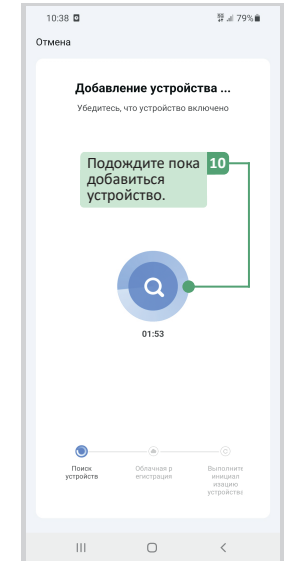 10:38
79%
Отмена
Добавление устройства ...
Убедитесь, что устройство включено
Подождите пока 10
добавиться
устройство.
01:53
Поиск
устройств
Облачная р
егистрация
Выполните
инициал
изацию
устройства